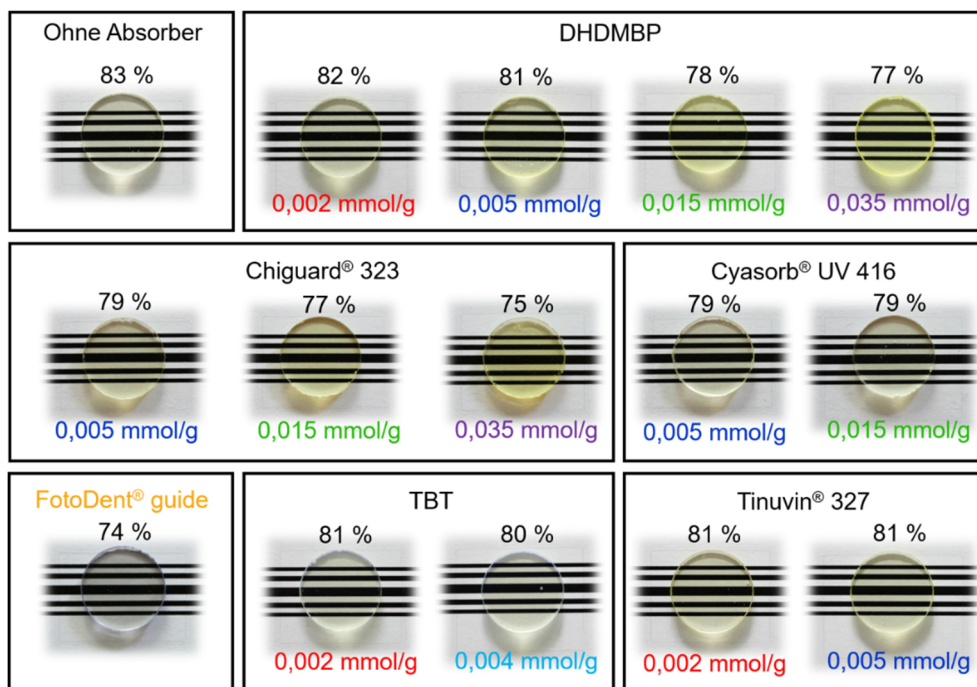 Ohne Absorber
83 %
DHDMBP
82 %
81 %
78 %
77 %
0,002 mmol/g
0,005 mmol/g
0,015 mmol/g
0,035 mmol/g
Chiguard® 323
79 %
77 %
75 %
0,005 mmol/g
0,015 mmol/g
0,035 mmol/g
Cyasorb® UV 416
79 %
79 %
0,005 mmol/g
0,015 mmol/g
FotoDent® guide
74 %
TBT
81 %
80 %
0,002 mmol/g
0,004 mmol/g
Tinuvin® 327
81 %
81 %
0,002 mmol/g
0,005 mmol/g